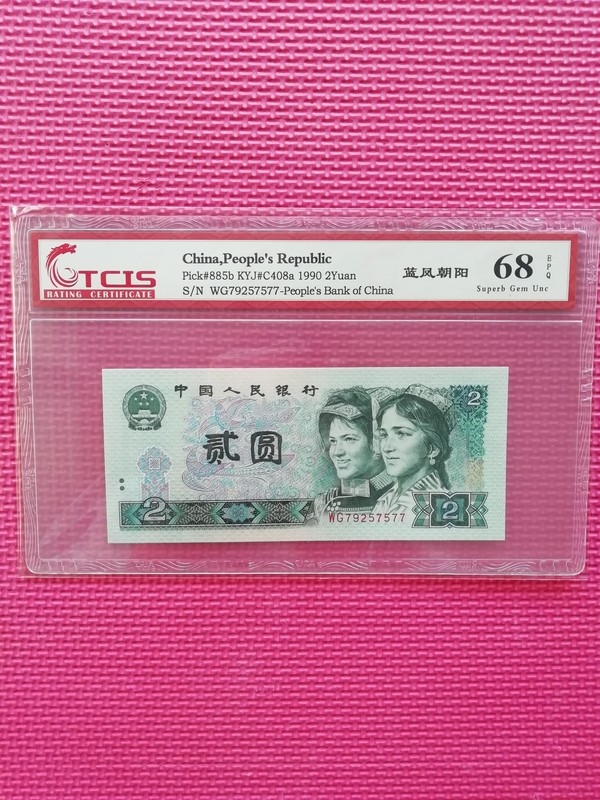 TCIS
RATING CERTIFICATE
China,People's Republic
Pick#885b KYJ#C408a 1990 2Yuan
S/N WG79257577-People's Bank of China
蓝凤朝阳
68
EPQ
Superb Gem Unc
中国人民银行
2
贰圆
WG79257577
2
2